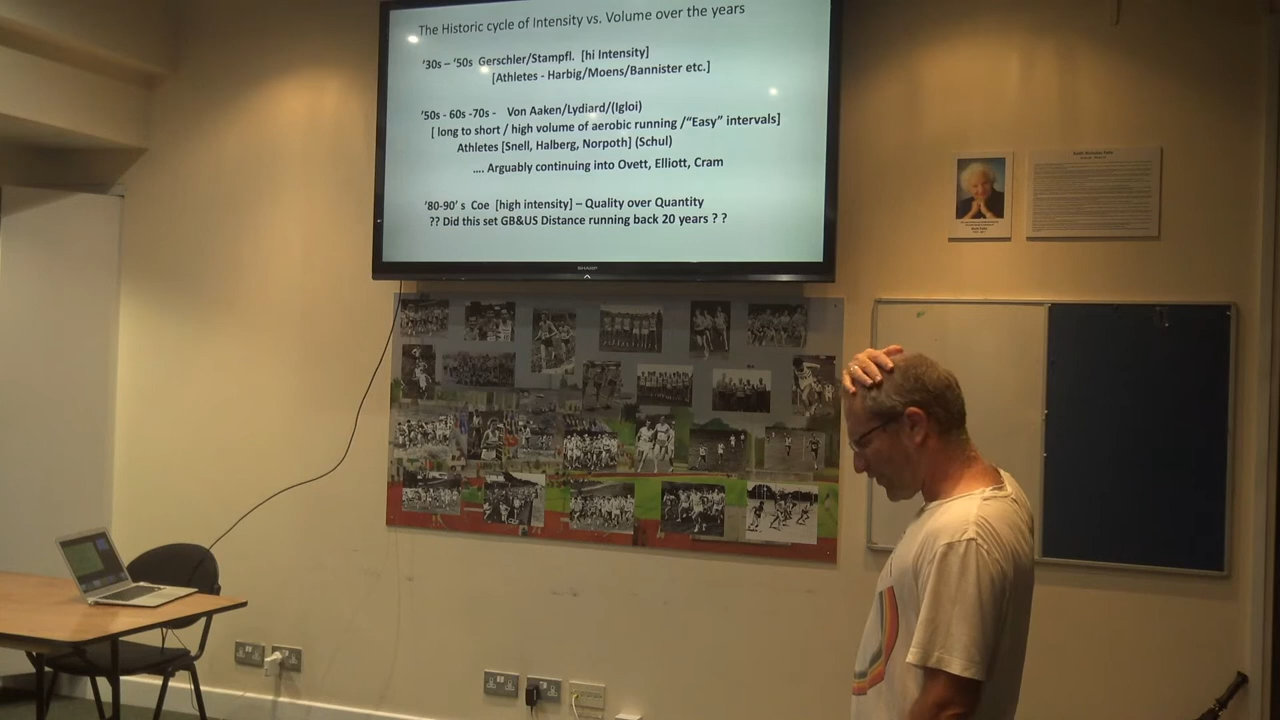 The Historic cycle of Intensity vs. Volume over the years
'30s – '50s Gerschler/Stampfl. [hi Intensity]
[Athletes - Harbig/Moens/Bannister etc.]
'50s - 60s -70s - Von Aaken/Lydiard/(Igloi)
[ long to short / high volume of aerobic running /"Easy" intervals]
Athletes [Snell, Halberg, Norpoth] (Schul)
.... Arguably continuing into Ovett, Elliott, Cram
'80-90' s Coe [high intensity] – Quality over Quantity
?? Did this set GB&US Distance running back 20 years ? ?
SHARP